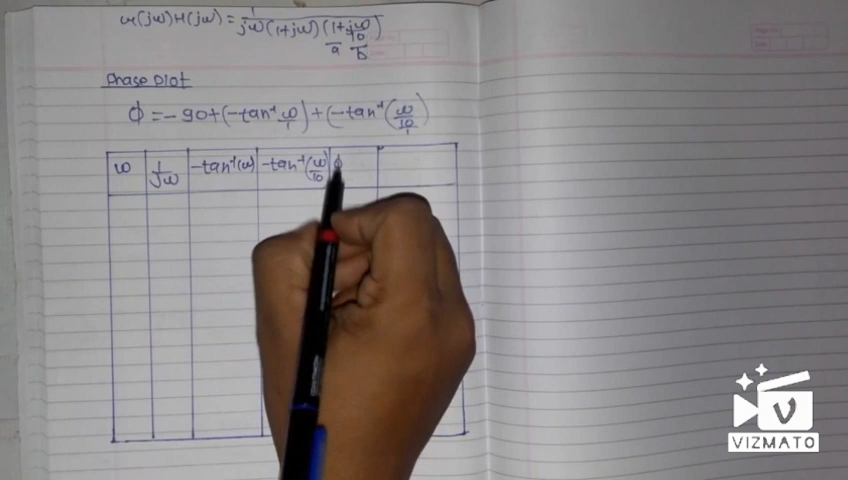 G(jω)H(jω) = 1
jω(1+jω)(1+jω
10)
a b
Phase Plot
ϕ = -90+(-tan⁻¹ ω/1)+(-tan⁻¹(ω/10
1)
ω 1/jω -tan⁻¹(ω) -tan⁻¹(ω/10 ϕ
V
VIZMATO